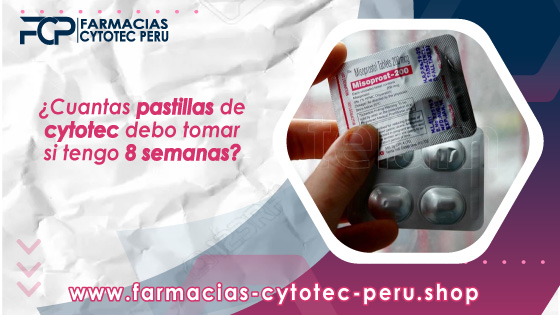 FCP FARMACIAS
CYTOTEC PERU
¿Cuantas pastillas de
cytotec debo tomar
si tengo 8 semanas?
Misoprost-200
www.farmacias-cytotec-peru.shop